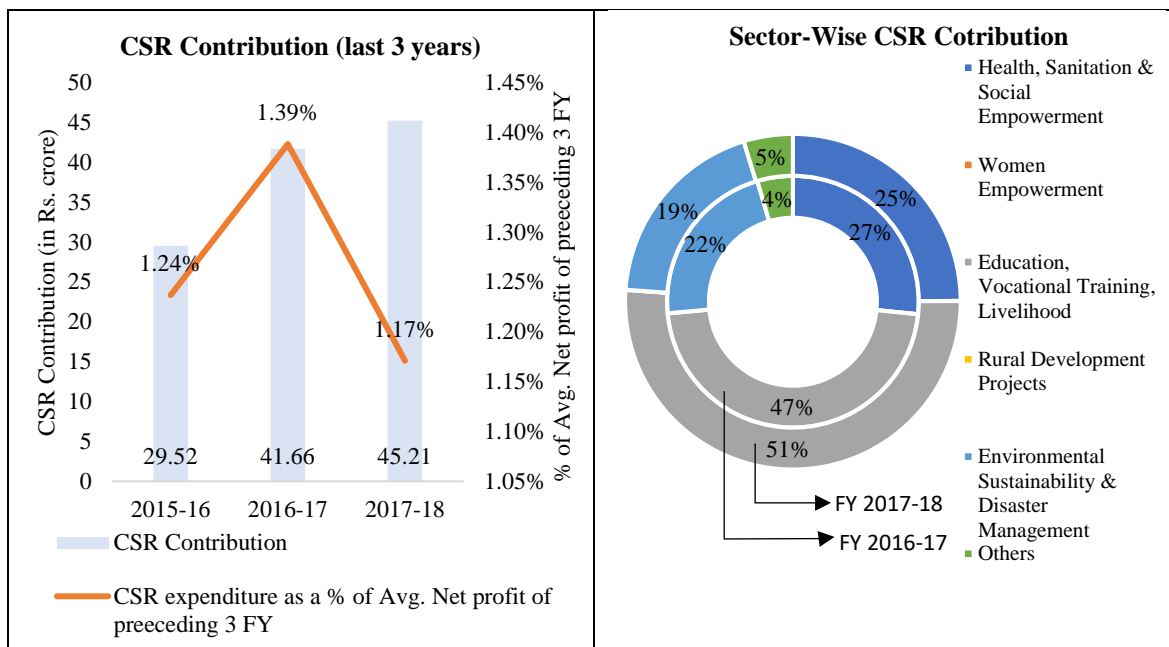 CSR Contribution (last 3 years)
CSR Contribution (in Rs. crore)
50
45
40
35
30
25
20
15
10
5
0
1.24%
1.39%
1.17%
29.52
41.66
45.21
2015-16
2016-17
2017-18
1.45%
1.40%
1.35%
1.30%
1.25%
1.20%
1.15%
1.10%
1.05%
% of Avg. Net profit of preceding 3 FY
CSR Contribution
CSR expenditure as a % of Avg. Net profit of
preeceding 3 FY
Sector-Wise CSR Cotribution
5%
4%
25%
27%
19%
22%
47%
51%
FY 2017-18
FY 2016-17
Health, Sanitation &
Social
Empowerment
Women
Empowerment
Education,
Vocational Training,
Livelihood
Rural Development
Projects
Environmental
Sustainability &
Disaster
Management
Others